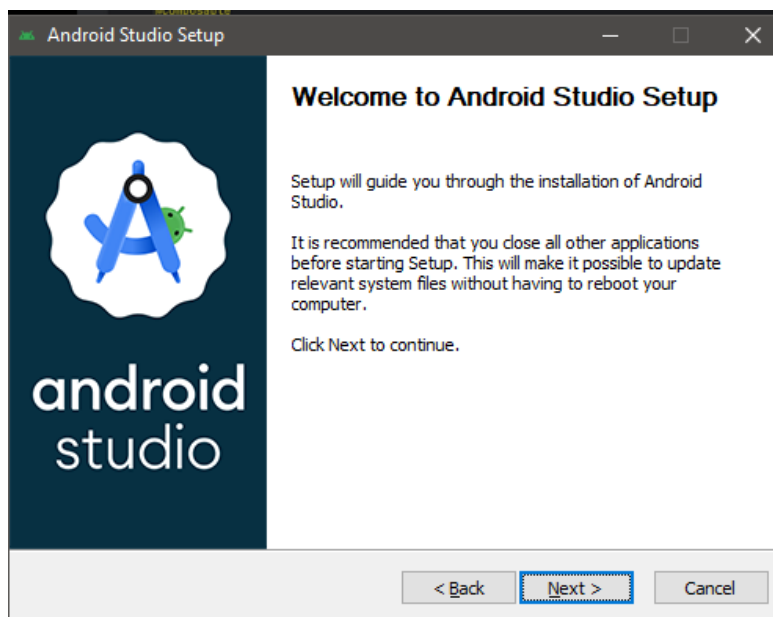 @Composable
Android Studio Setup
Welcome to Android Studio Setup
Setup will guide you through the installation of Android
Studio.
It is recommended that you close all other applications
before starting Setup. This will make it possible to update
relevant system files without having to reboot your
computer.
Click Next to continue.
android
studio
< Back
Next >
Cancel